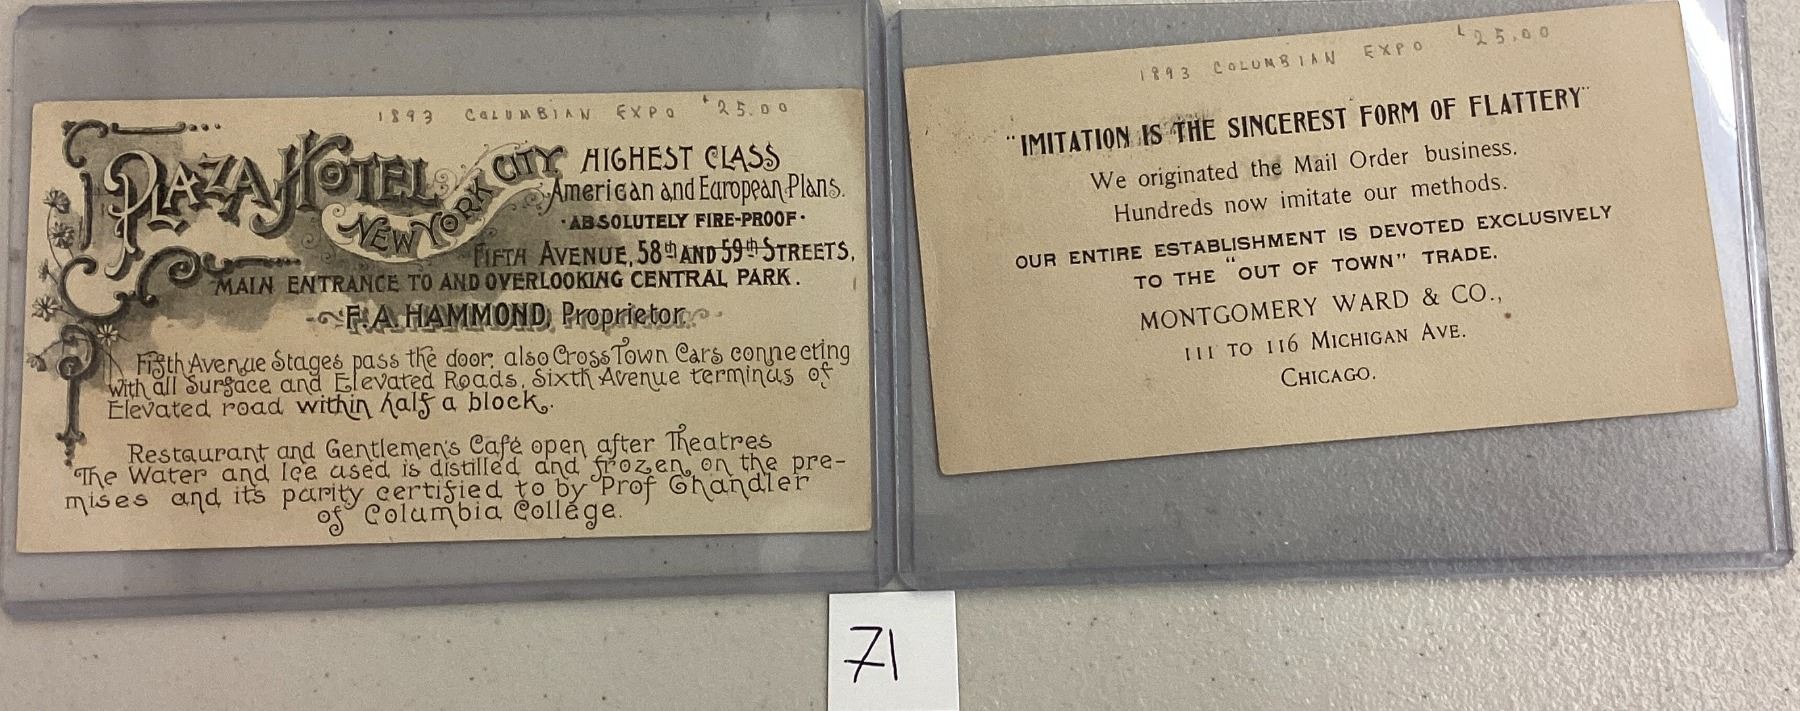 1893 COLUMBIAN EXPO $25.00
PLAZA HOTEL
NEW YORK CITY
HIGHEST CLASS
American and European Plans.
·ABSOLUTELY FIRE-PROOF·
FIFTH AVENUE, 58th AND 59th STREETS,
MAIN ENTRANCE TO AND OVERLOOKING CENTRAL PARK.
F. A. HAMMOND, Proprietor
Fifth Avenue Stages pass the door, also Cross Town Cars connecting
with all Surface and Elevated Roads, Sixth Avenue terminus of
Elevated road within half a block.
Restaurant and Gentlemen's Café open after Theatres
The Water and Ice used is distilled and frozen on the pre-
mises and its purity certified to by Prof Chandler
of Columbia College.
1893 COLUMBIAN EXPO $25.00
"IMITATION IS THE SINCEREST FORM OF FLATTERY"
We originated the Mail Order business.
Hundreds now imitate our methods.
OUR ENTIRE ESTABLISHMENT IS DEVOTED EXCLUSIVELY
TO THE "OUT OF TOWN" TRADE.
MONTGOMERY WARD & CO.,
111 TO 116 MICHIGAN AVE.
CHICAGO.
71